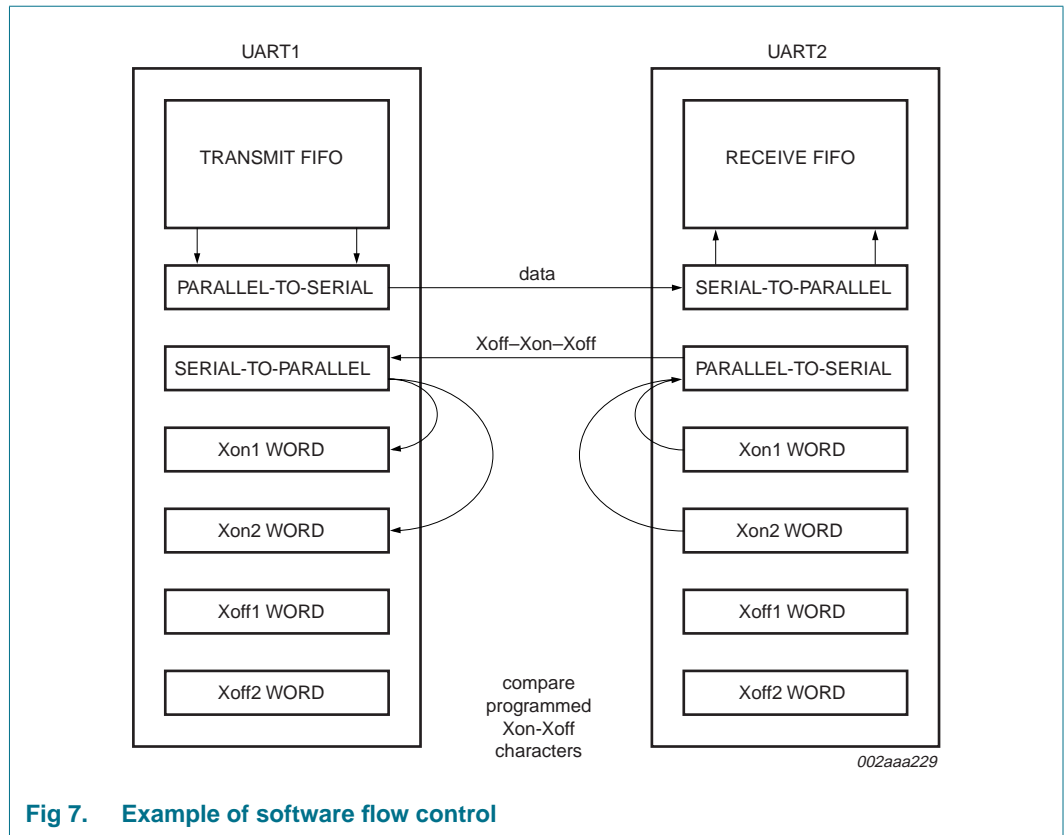 UART1
TRANSMIT FIFO
PARALLEL-TO-SERIAL
SERIAL-TO-PARALLEL
Xon1 WORD
Xon2 WORD
Xoff1 WORD
Xoff2 WORD
data
Xoff–Xon–Xoff
compare
programmed
Xon-Xoff
characters
UART2
RECEIVE FIFO
SERIAL-TO-PARALLEL
PARALLEL-TO-SERIAL
Xon1 WORD
Xon2 WORD
Xoff1 WORD
Xoff2 WORD
002aaa229
Fig 7. Example of software flow control